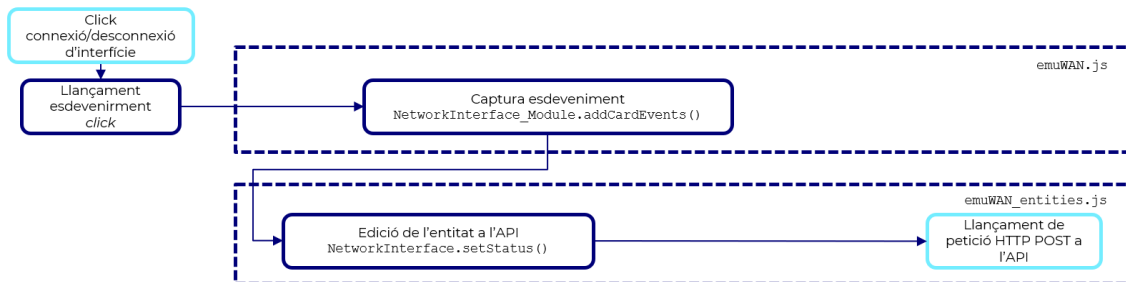 Click
connexió/desconnexió
d'interfície
Llançament
esdevenirment
click
emuWAN.js
Captura esdeveniment
NetworkInterface_Module.addCardEvents()
emuWAN_entities.js
Edició de l'entitat a l'API
NetworkInterface.setStatus()
Llançament de
petició HTTP POST a
l'API